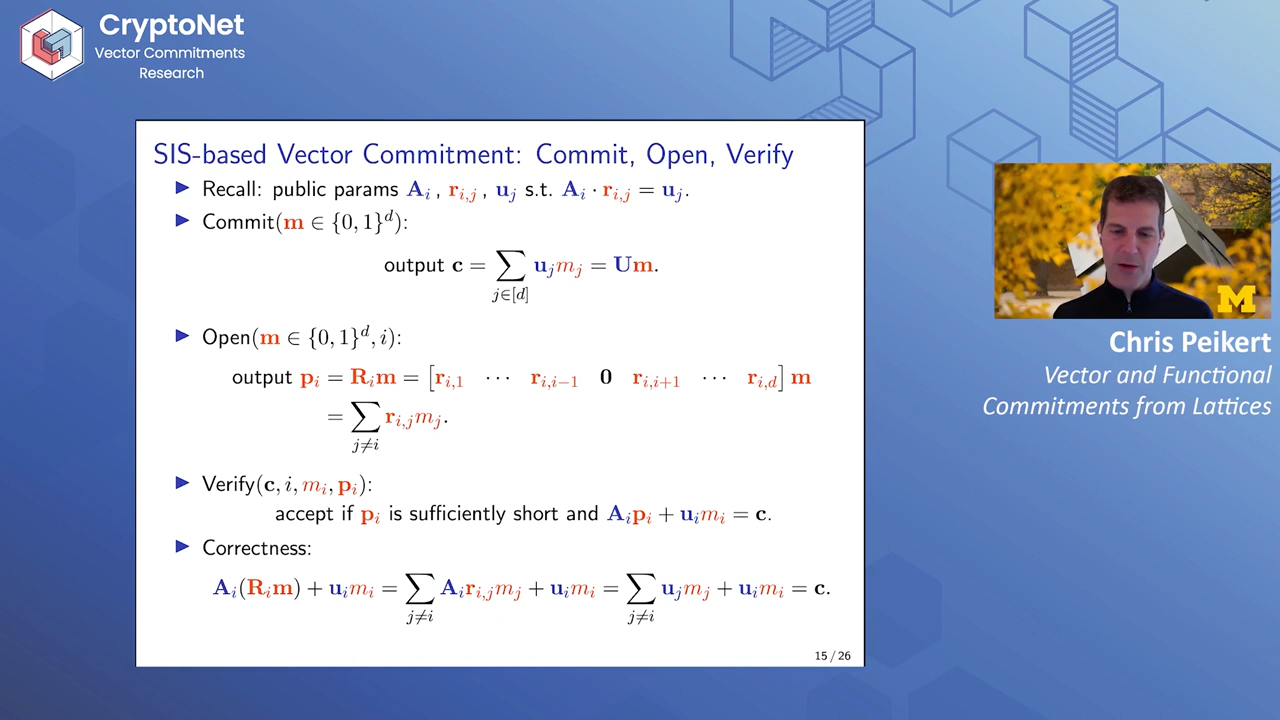 CryptoNet
Vector Commitments
Research
SIS-based Vector Commitment: Commit, Open, Verify
▶ Recall: public params A_i , r_{i,j} , u_j s.t. A_i · r_{i,j} = u_j.
▶ Commit(m ∈ {0, 1}^d):
output c = ∑_{j∈[d]} u_j m_j = Um.
▶ Open(m ∈ {0, 1}^d, i):
output p_i = R_i m = [r_{i,1} ⋯ r_{i,i−1} 0 r_{i,i+1} ⋯ r_{i,d}] m
= ∑_{j≠i} r_{i,j} m_j.
▶ Verify(c, i, m_i, p_i):
accept if p_i is sufficiently short and A_i p_i + u_i m_i = c.
▶ Correctness:
A_i(R_i m) + u_i m_i = ∑_{j≠i} A_i r_{i,j} m_j + u_i m_i = ∑_{j≠i} u_j m_j + u_i m_i = c.
15 / 26
M
Chris Peikert
Vector and Functional
Commitments from Lattices